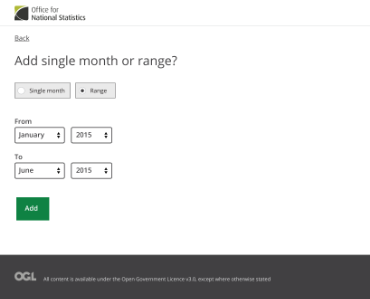 Office for
National Statistics
Back
Add single month or range?
Single month
Range
From
January
2015
To
June
2015
Add
OGL
All content is available under the Open Government Licence v3.0, except where otherwise stated